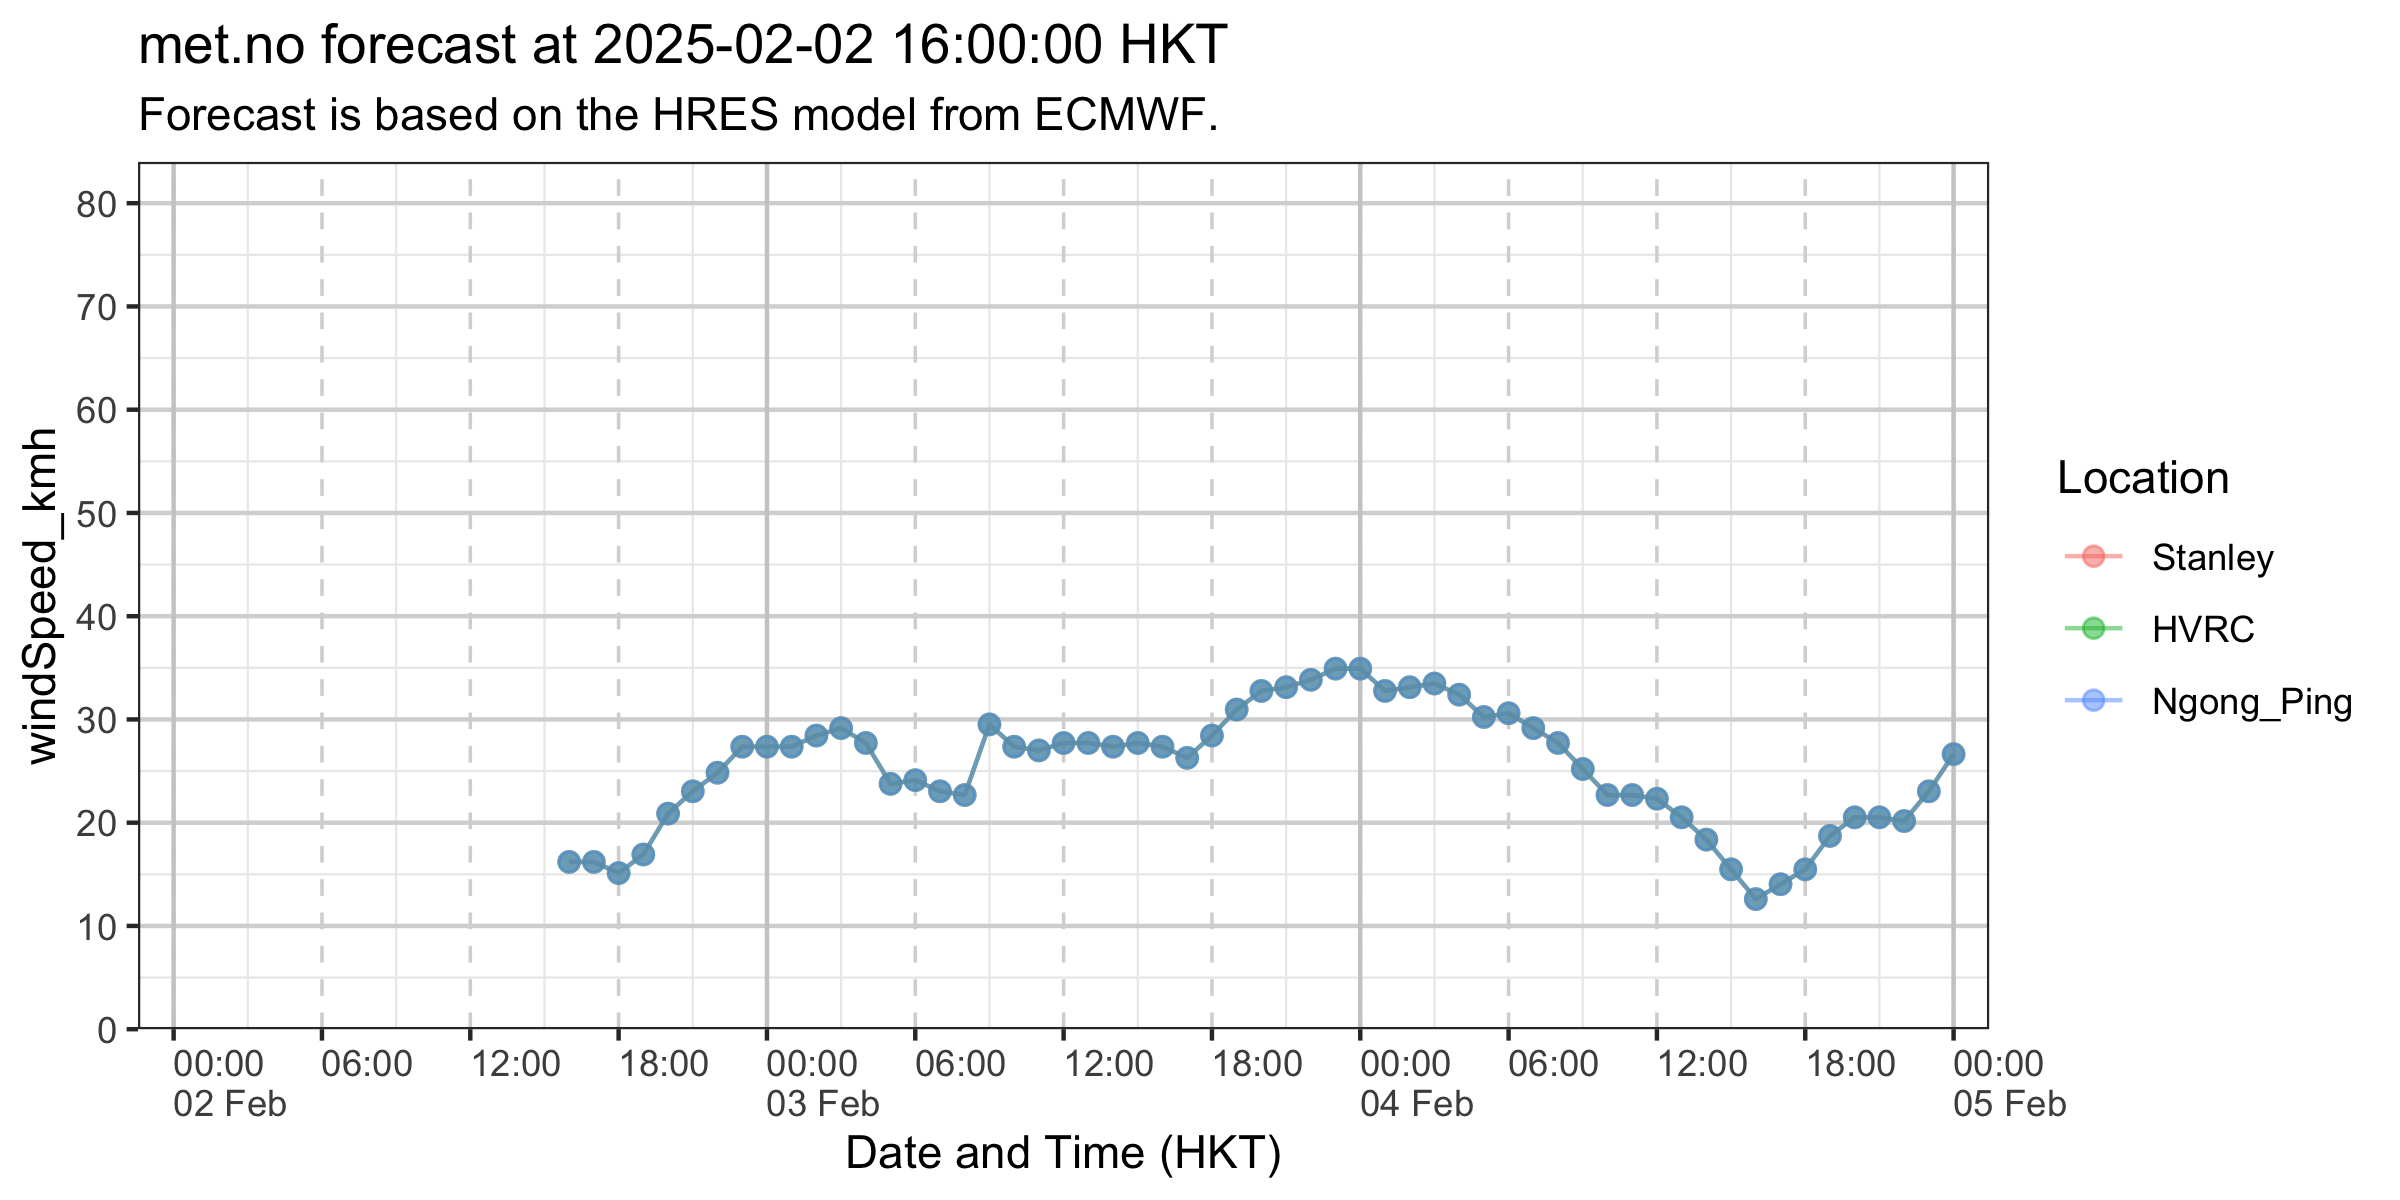 met.no forecast at 2025-02-02 16:00:00 HKT
Forecast is based on the HRES model from ECMWF.
windSpeed_kmh
80
70
60
50
40
30
20
10
0
00:00 06:00 12:00 18:00 00:00 06:00 12:00 18:00 00:00 06:00 12:00 18:00 00:00
02 Feb 03 Feb 04 Feb 05 Feb
Date and Time (HKT)
Location
Stanley
HVRC
Ngong_Ping